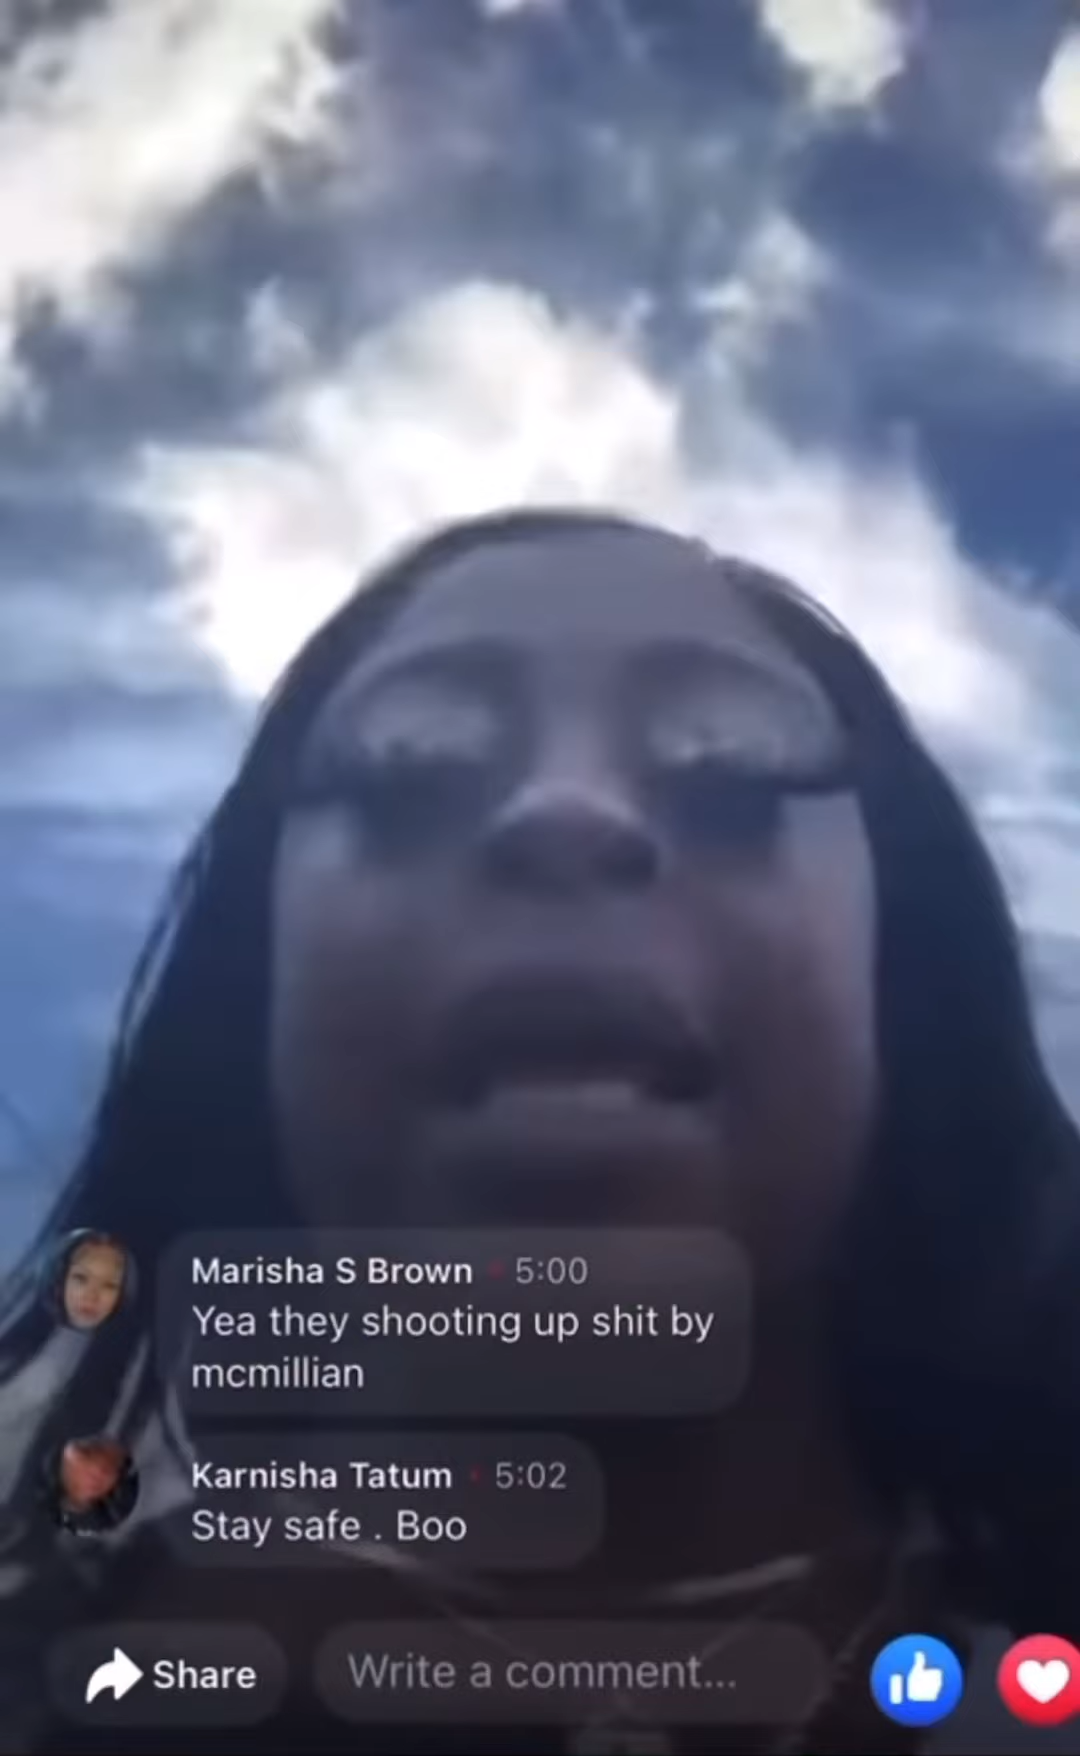 Marisha S Brown • 5:00
Yea they shooting up shit by
mcmillian
Karnisha Tatum • 5:02
Stay safe . Boo
Share
Write a comment...